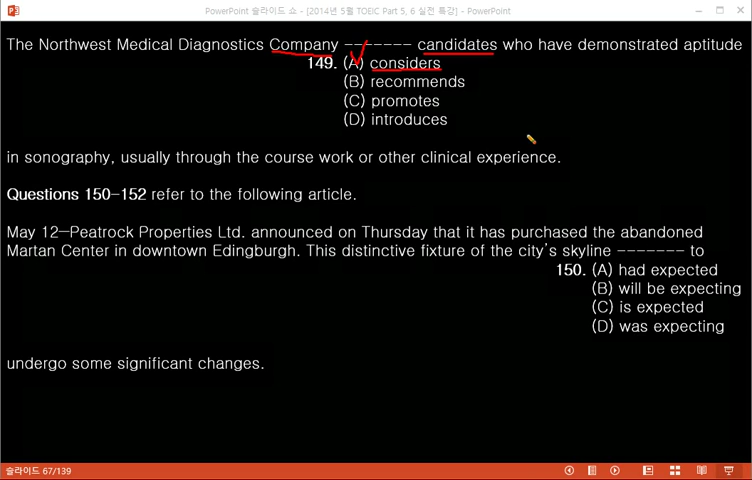 PowerPoint 슬라이드 쇼 - [2014년 5월 TOEIC Part 5, 6 실전 특강] - PowerPoint
The Northwest Medical Diagnostics Company ------- candidates who have demonstrated aptitude
149. (A) considers
(B) recommends
(C) promotes
(D) introduces
in sonography, usually through the course work or other clinical experience.
Questions 150-152 refer to the following article.
May 12—Peatrock Properties Ltd. announced on Thursday that it has purchased the abandoned
Martan Center in downtown Edingburgh. This distinctive fixture of the city's skyline ------- to
150. (A) had expected
(B) will be expecting
(C) is expected
(D) was expecting
undergo some significant changes.
슬라이드 67/139